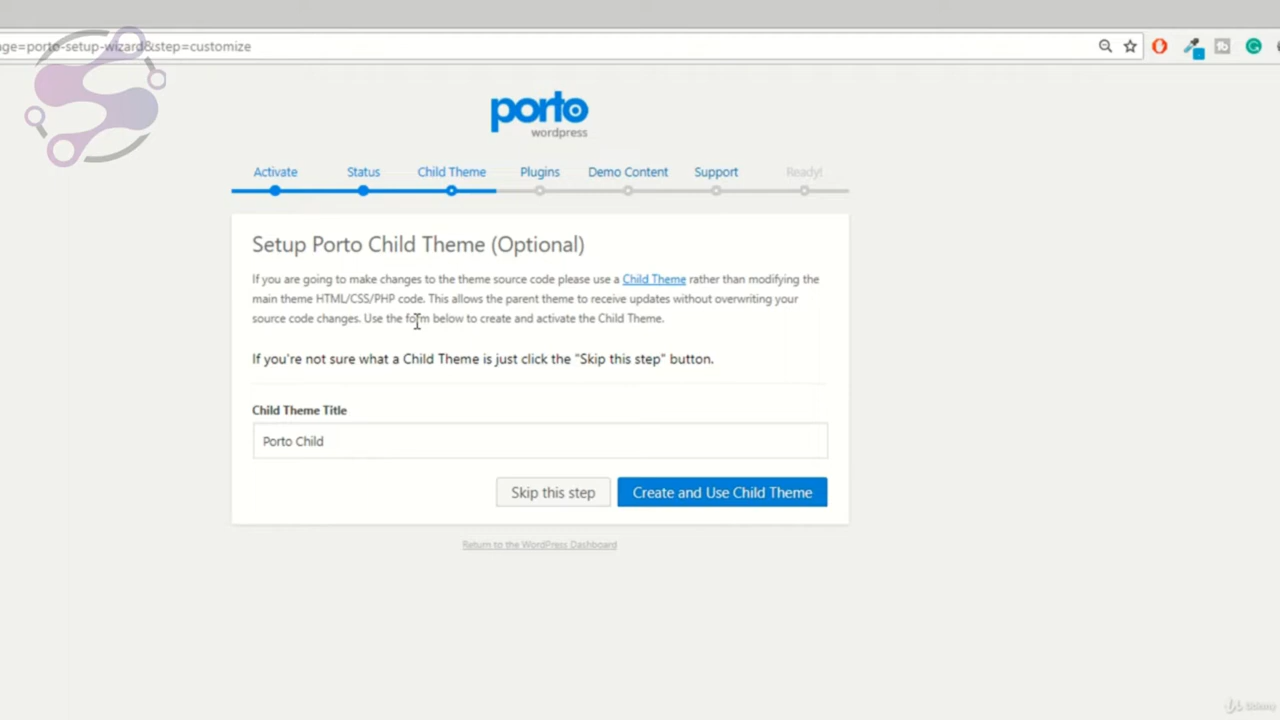 age=porto-setup-wizard&step=customize
porto
wordpress
Activate Status Child Theme Plugins Demo Content Support Ready!
Setup Porto Child Theme (Optional)
If you are going to make changes to the theme source code please use a Child Theme rather than modifying the
main theme HTML/CSS/PHP code. This allows the parent theme to receive updates without overwriting your
source code changes. Use the form below to create and activate the Child Theme.
If you're not sure what a Child Theme is just click the "Skip this step" button.
Child Theme Title
Porto Child
Skip this step Create and Use Child Theme
Return to the WordPress Dashboard
Udemy